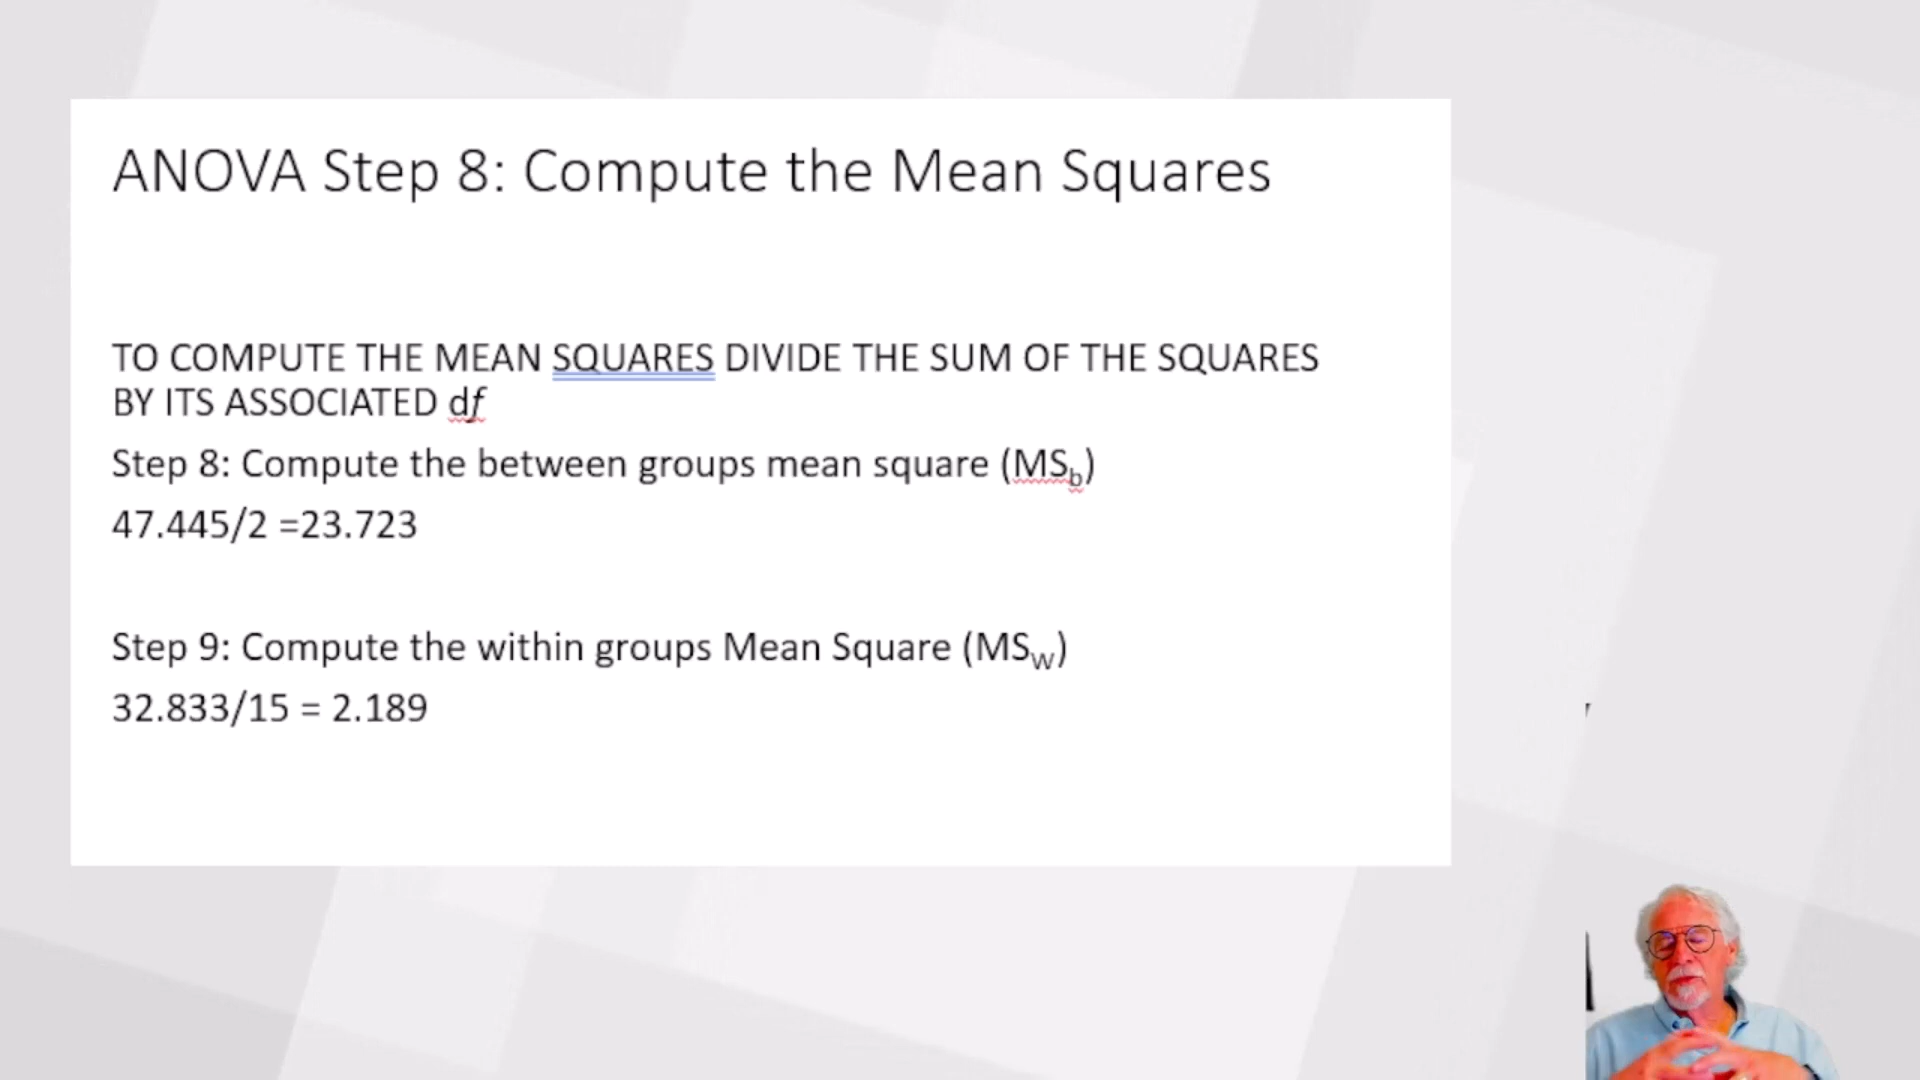 ANOVA Step 8: Compute the Mean Squares
TO COMPUTE THE MEAN SQUARES DIVIDE THE SUM OF THE SQUARES
BY ITS ASSOCIATED df
Step 8: Compute the between groups mean square (MSb)
47.445/2 =23.723
Step 9: Compute the within groups Mean Square (MSw)
32.833/15 = 2.189